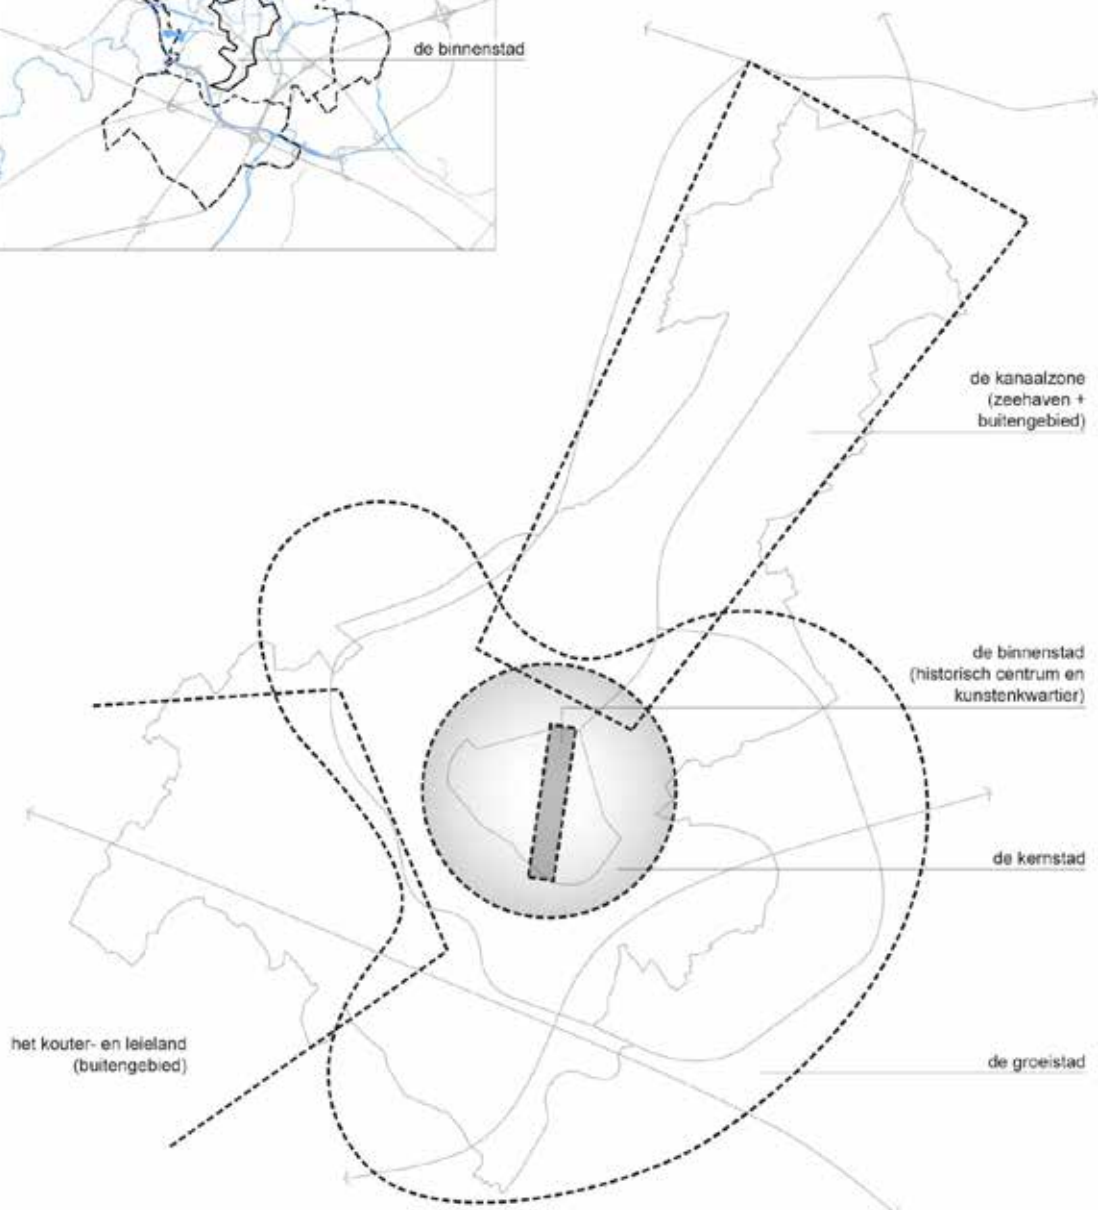 de binnenstad
de kanaalzone
(zeehaven +
buitengebied)
de binnenstad
(historisch centrum en
kunstenkwartier)
de kernstad
het kouter- en leieland
(buitengebied)
de groeistad